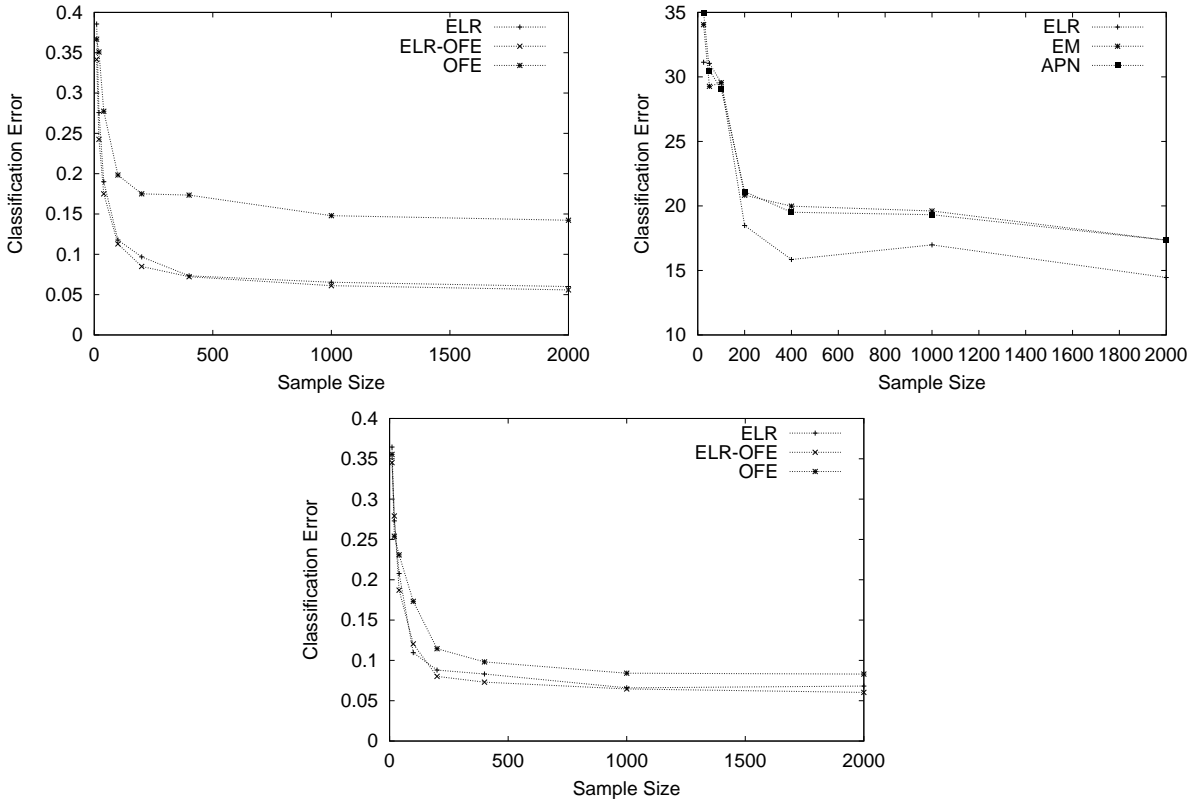 0.4
0.35
0.3
0.25
0.2
0.15
0.1
0.05
0
Classification Error
0 500 1000 1500 2000
Sample Size
ELR
ELR-OFE
OFE
35
30
25
20
15
10
Classification Error
0 200 400 600 800 1000 1200 1400 1600 1800 2000
Sample Size
ELR
EM
APN
0.4
0.35
0.3
0.25
0.2
0.15
0.1
0.05
0
Classification Error
0 500 1000 1500 2000
Sample Size
ELR
ELR-OFE
OFE